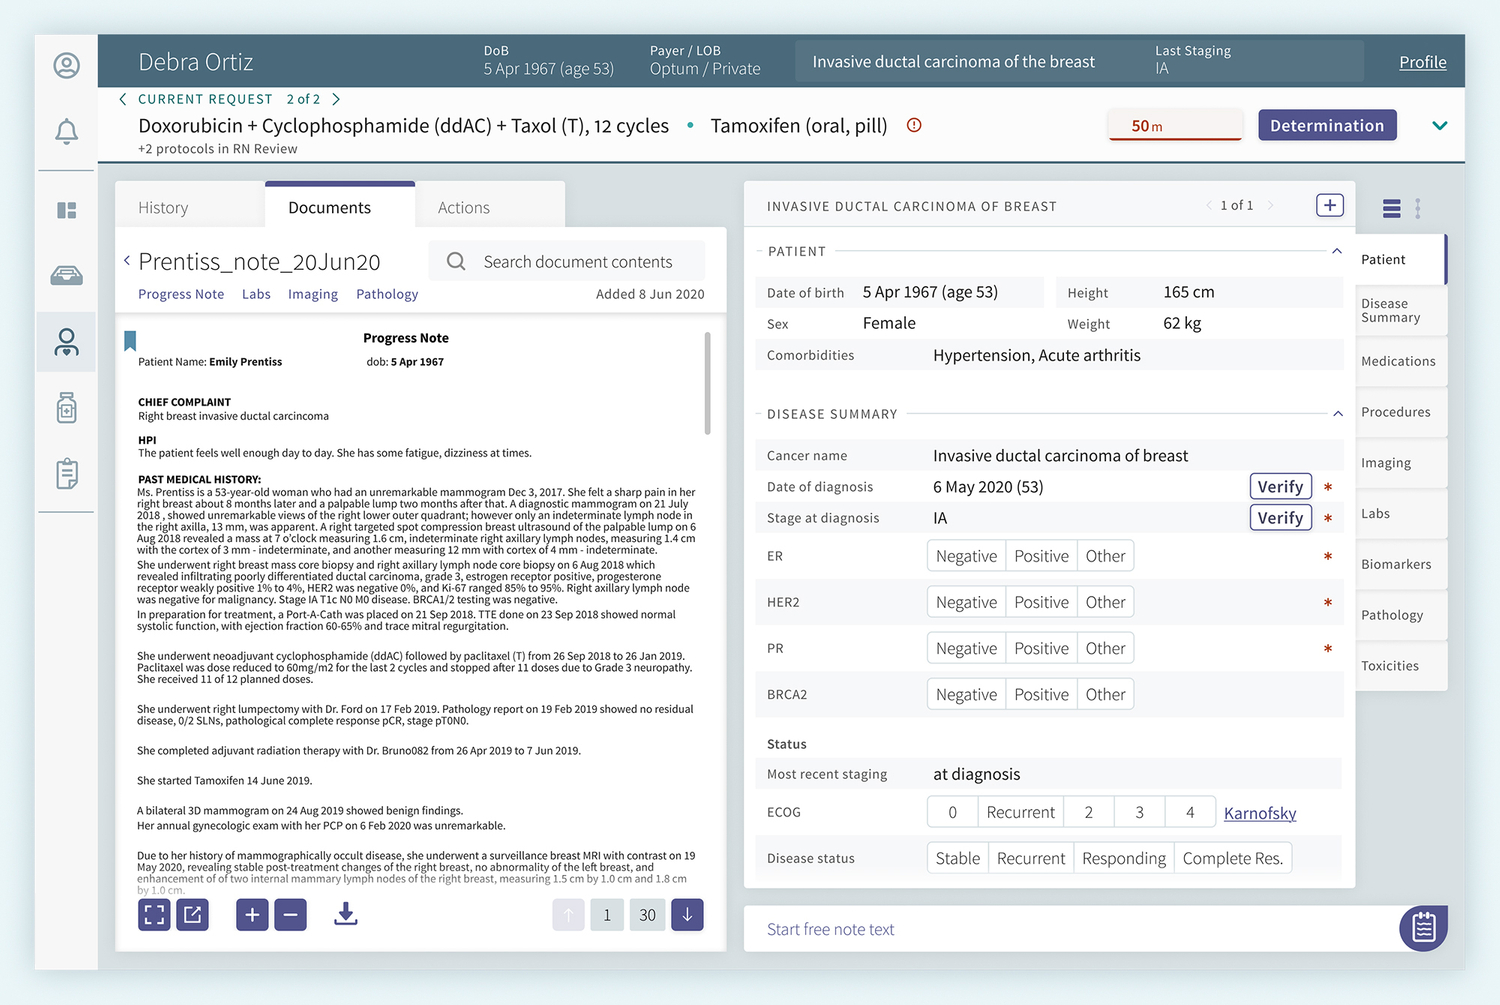 Debra Ortiz
DoB
5 Apr 1967 (age 53)
Payer / LOB
Optum / Private
Invasive ductal carcinoma of the breast
Last Staging
IA
Profile
CURRENT REQUEST 2 of 2
Doxorubicin + Cyclophosphamide (ddAC) + Taxol (T), 12 cycles • Tamoxifen (oral, pill)
+2 protocols in RN Review
50 m
Determination
History
Documents
Actions
Prentiss_note_20Jun20
Search document contents
Progress Note Labs Imaging Pathology
Added 8 Jun 2020
Progress Note
Patient Name: Emily Prentiss
dob: 5 Apr 1967
CHIEF COMPLAINT
Right breast invasive ductal carcincoma
HPI
The patient feels well enough day to day. She has some fatigue, dizziness at times.
PAST MEDICAL HISTORY:
Ms. Prentiss is a 53-year-old woman who had an unremarkable mammogram Dec 3, 2017. She felt a sharp pain in her
right breast about 8 months later and a palpable lump two months after that. A diagnostic mammogram on 21 July
2018 , showed unremarkable views of the right lower outer quadrant; however only an indeterminate lymph node in
the right axilla, 13 mm, was apparent. A right targeted spot compression breast ultrasound of the palpable lump on 6
Aug 2018 revealed a mass at 7 o'clock measuring 1.6 cm, indeterminate right axillary lymph nodes, measuring 1.4 cm
with the cortex of 3 mm - indeterminate, and another measuring 12 mm with cortex of 4 mm - indeterminate.
She underwent right breast mass core biopsy and right axillary lymph node core biopsy on 6 Aug 2018 which
revealed infiltrating poorly differentiated ductal carcinoma, grade 3, estrogen receptor positive, progesterone
receptor weakly positive 1% to 4%, HER2 was negative 0%, and Ki-67 ranged 85% to 95%. Right axillary lymph node
was negative for malignancy. Stage IA T1c N0 M0 disease. BRCA1/2 testing was negative.
In preparation for treatment, a Port-A-Cath was placed on 21 Sep 2018. TTE done on 23 Sep 2018 showed normal
systolic function, with ejection fraction 60-65% and trace mitral regurgitation.
She underwent neoadjuvant cyclophosphamide (ddAC) followed by paclitaxel (T) from 26 Sep 2018 to 26 Jan 2019.
Paclitaxel was dose reduced to 60mg/m2 for the last 2 cycles and stopped after 11 doses due to Grade 3 neuropathy.
She received 11 of 12 planned doses.
She underwent right lumpectomy with Dr. Ford on 17 Feb 2019. Pathology report on 19 Feb 2019 showed no residual
disease, 0/2 SLNs, pathological complete response pCR, stage pT0N0.
She completed adjuvant radiation therapy with Dr. Bruno082 from 26 Apr 2019 to 7 Jun 2019.
She started Tamoxifen 14 June 2019.
A bilateral 3D mammogram on 24 Aug 2019 showed benign findings.
Her annual gynecologic exam with her PCP on 6 Feb 2020 was unremarkable.
Due to her history of mammographically occult disease, she underwent a surveillance breast MRI with contrast on 19
May 2020, revealing stable post-treatment changes of the right breast, no abnormality of the left breast, and
enhancement of of two internal mammary lymph nodes of the right breast, measuring 1.5 cm by 1.0 cm and 1.8 cm
by 1.0 cm.
1
30
INVASIVE DUCTAL CARCINOMA OF BREAST
1 of 1
PATIENT
Date of birth 5 Apr 1967 (age 53)
Height 165 cm
Sex Female
Weight 62 kg
Comorbidities Hypertension, Acute arthritis
DISEASE SUMMARY
Cancer name Invasive ductal carcinoma of breast
Date of diagnosis 6 May 2020 (53) Verify *
Stage at diagnosis IA Verify *
ER Negative Positive Other *
HER2 Negative Positive Other *
PR Negative Positive Other *
BRCA2 Negative Positive Other
Status
Most recent staging at diagnosis
ECOG 0 Recurrent 2 3 4 Karnofsky
Disease status Stable Recurrent Responding Complete Res.
Start free note text
Patient
Disease
Summary
Medications
Procedures
Imaging
Labs
Biomarkers
Pathology
Toxicities